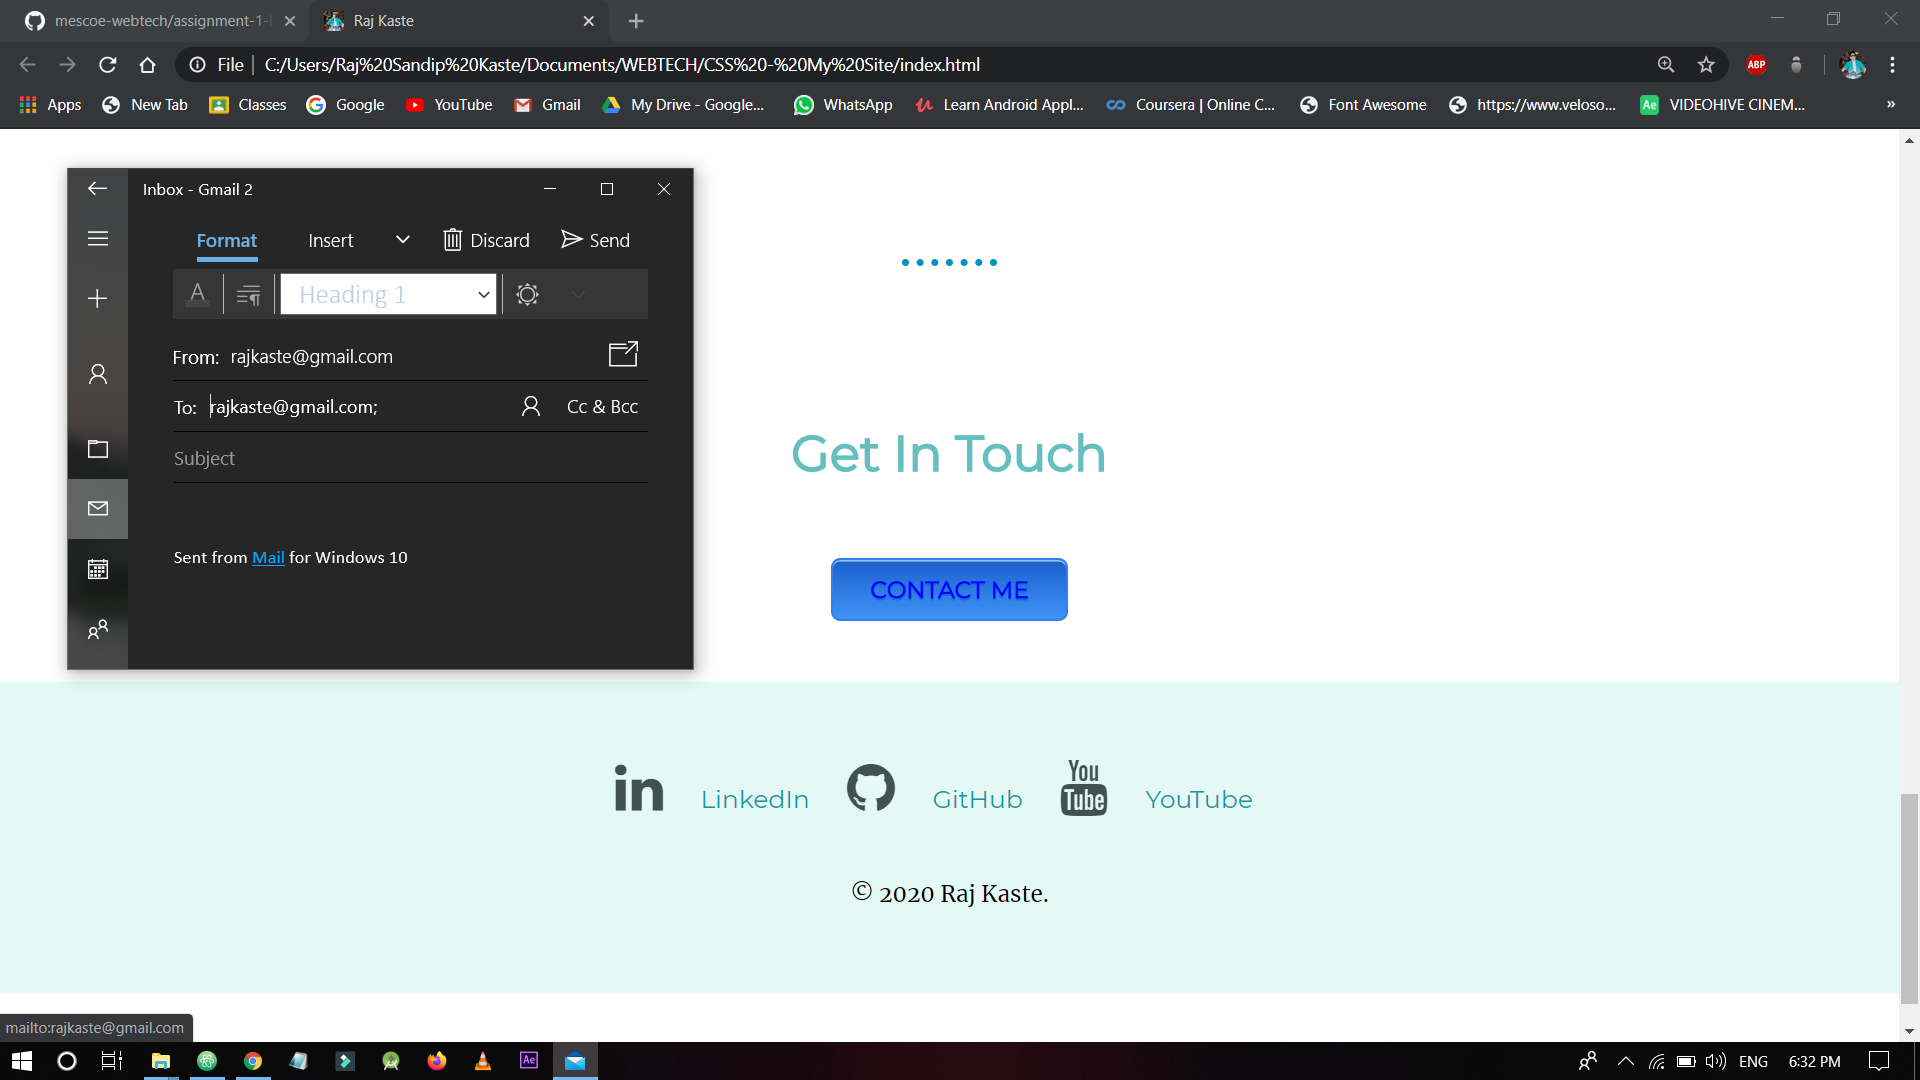 mescoe-webtech/assignment-1-
Raj Kaste
File
C:/Users/Raj%20Sandip%20Kaste/Documents/WEBTECH/CSS%20-%20My%20Site/index.html
ABP
Apps
New Tab
Classes
Google
YouTube
Gmail
My Drive - Google...
WhatsApp
Learn Android Appl...
Coursera | Online C...
Font Awesome
https://www.veloso...
Ae
VIDEOHIVE CINEM...
»
Inbox - Gmail 2
Format
Insert
Discard
Send
A
Heading 1
From: rajkaste@gmail.com
To: rajkaste@gmail.com;
Cc & Bcc
Subject
Sent from Mail for Windows 10
Get In Touch
CONTACT ME
in
LinkedIn
GitHub
You
Tube
YouTube
© 2020 Raj Kaste.
mailto:rajkaste@gmail.com
Ae
ENG
6:32 PM